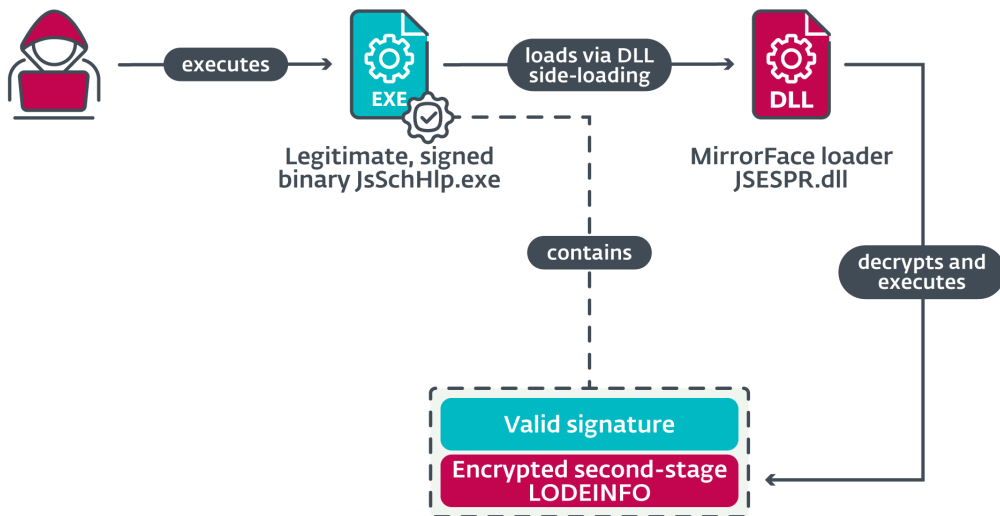 executes
EXE
loads via DLL
side-loading
DLL
Legitimate, signed
binary JsSchHlp.exe
MirrorFace loader
JSESPR.dll
contains
decrypts and
executes
Valid signature
Encrypted second-stage
LODEINFO